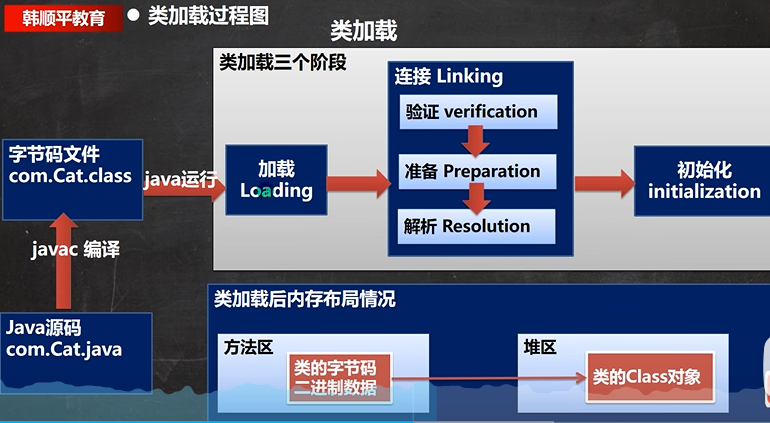 韩顺平教育
● 类加载过程图
类加载
类加载三个阶段
连接 Linking
验证 verification
准备 Preparation
解析 Resolution
字节码文件
com.Cat.class
java运行
加载
Loading
初始化
initialization
javac 编译
Java源码
com.Cat.java
类加载后内存布局情况
方法区
类的字节码
二进制数据
堆区
类的Class对象